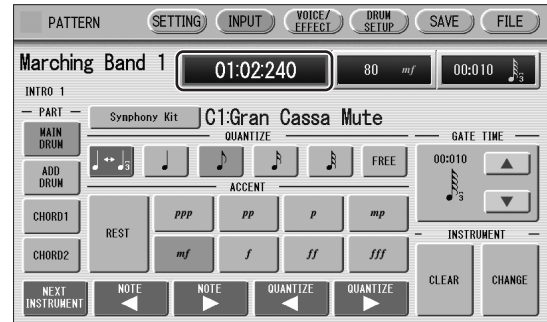 PATTERN SETTING INPUT VOICE/ EFFECT DRUM SETUP SAVE FILE
Marching Band 1 01:02:240 80 mf 00:010 3
INTRO 1
PART Symphony Kit C1:Gran Cassa Mute
QUANTIZE GATE TIME
MAIN DRUM 3 FREE 00:010
ADD DRUM ACCENT 3
CHORD1 REST ppp pp p mp
INSTRUMENT
CHORD2 mf f ff fff CLEAR CHANGE
NEXT INSTRUMENT NOTE NOTE QUANTIZE QUANTIZE